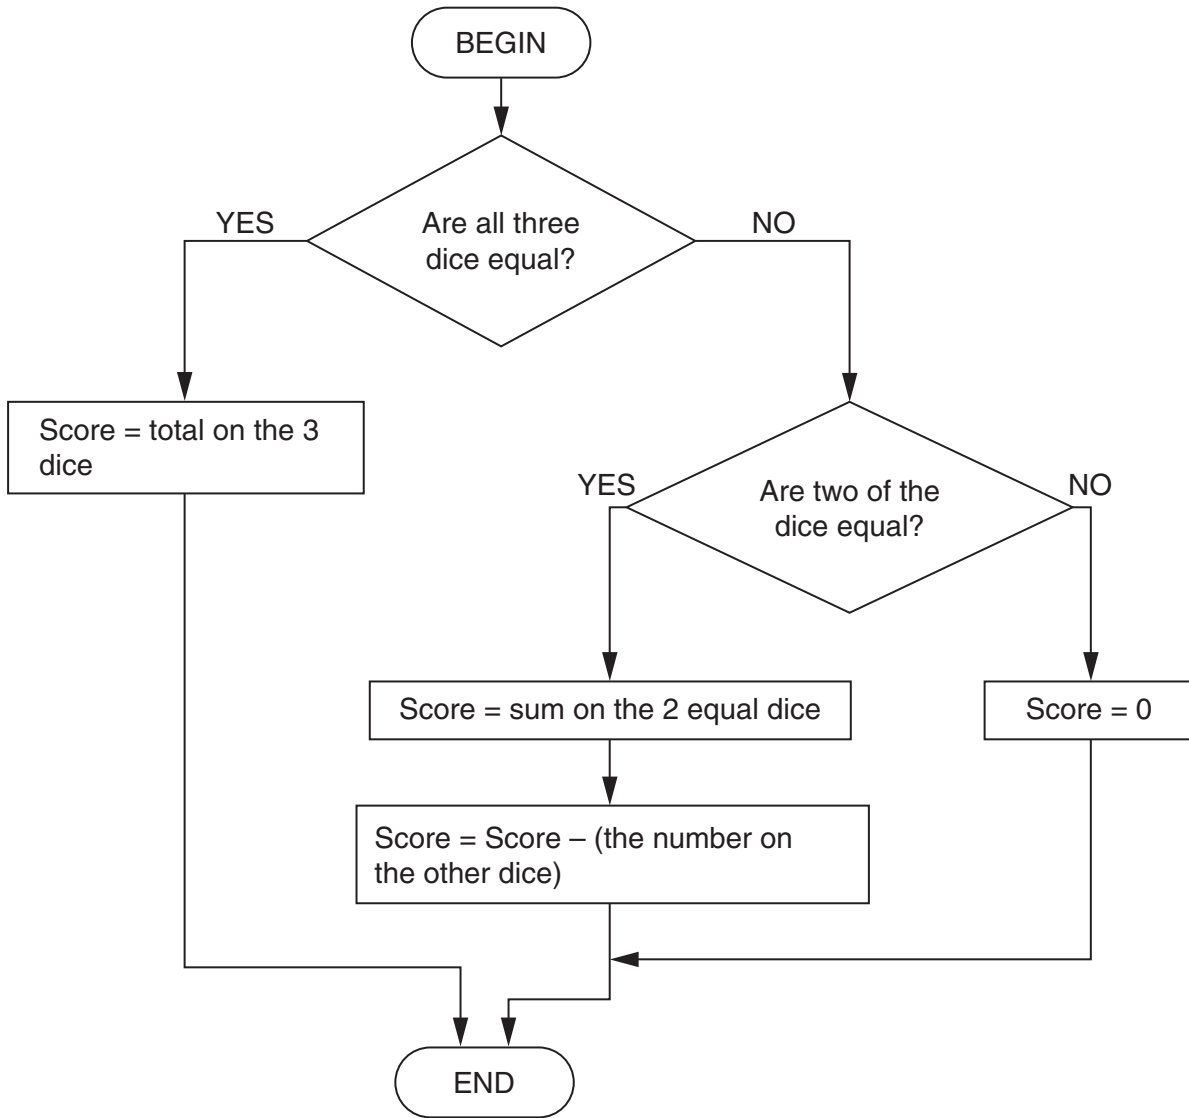 BEGIN
Are all three
dice equal?
YES
NO
Score = total on the 3
dice
Are two of the
dice equal?
YES
NO
Score = sum on the 2 equal dice
Score = 0
Score = Score – (the number on
the other dice)
END